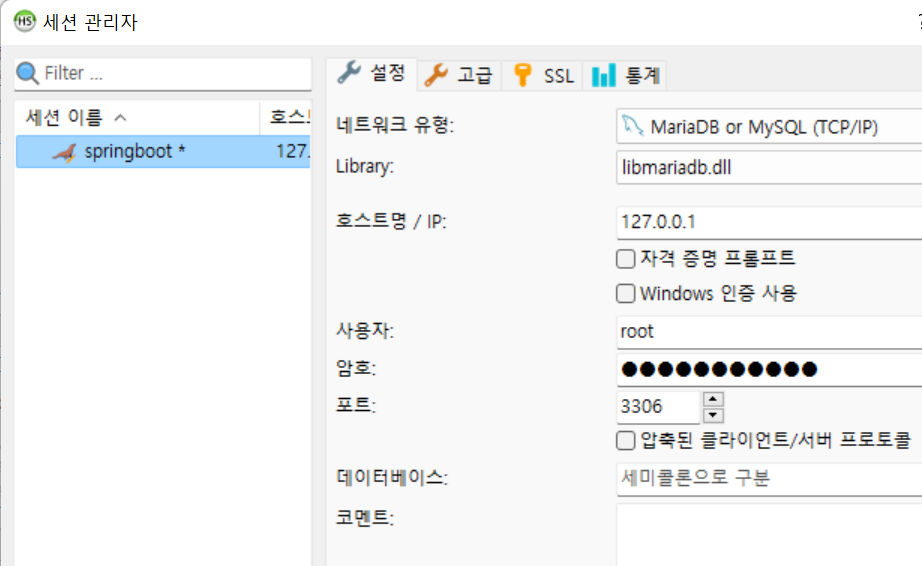 HS 세션 관리자
Filter ...
설정 고급 SSL 통계
세션 이름
springboot * 127.
네트워크 유형: MariaDB or MySQL (TCP/IP)
Library: libmariadb.dll
호스트명 / IP: 127.0.0.1
자격 증명 프롬프트
Windows 인증 사용
사용자: root
암호: ●●●●●●●●●●●
포트: 3306
압축된 클라이언트/서버 프로토콜
데이터베이스: 세미콜론으로 구분
코멘트: